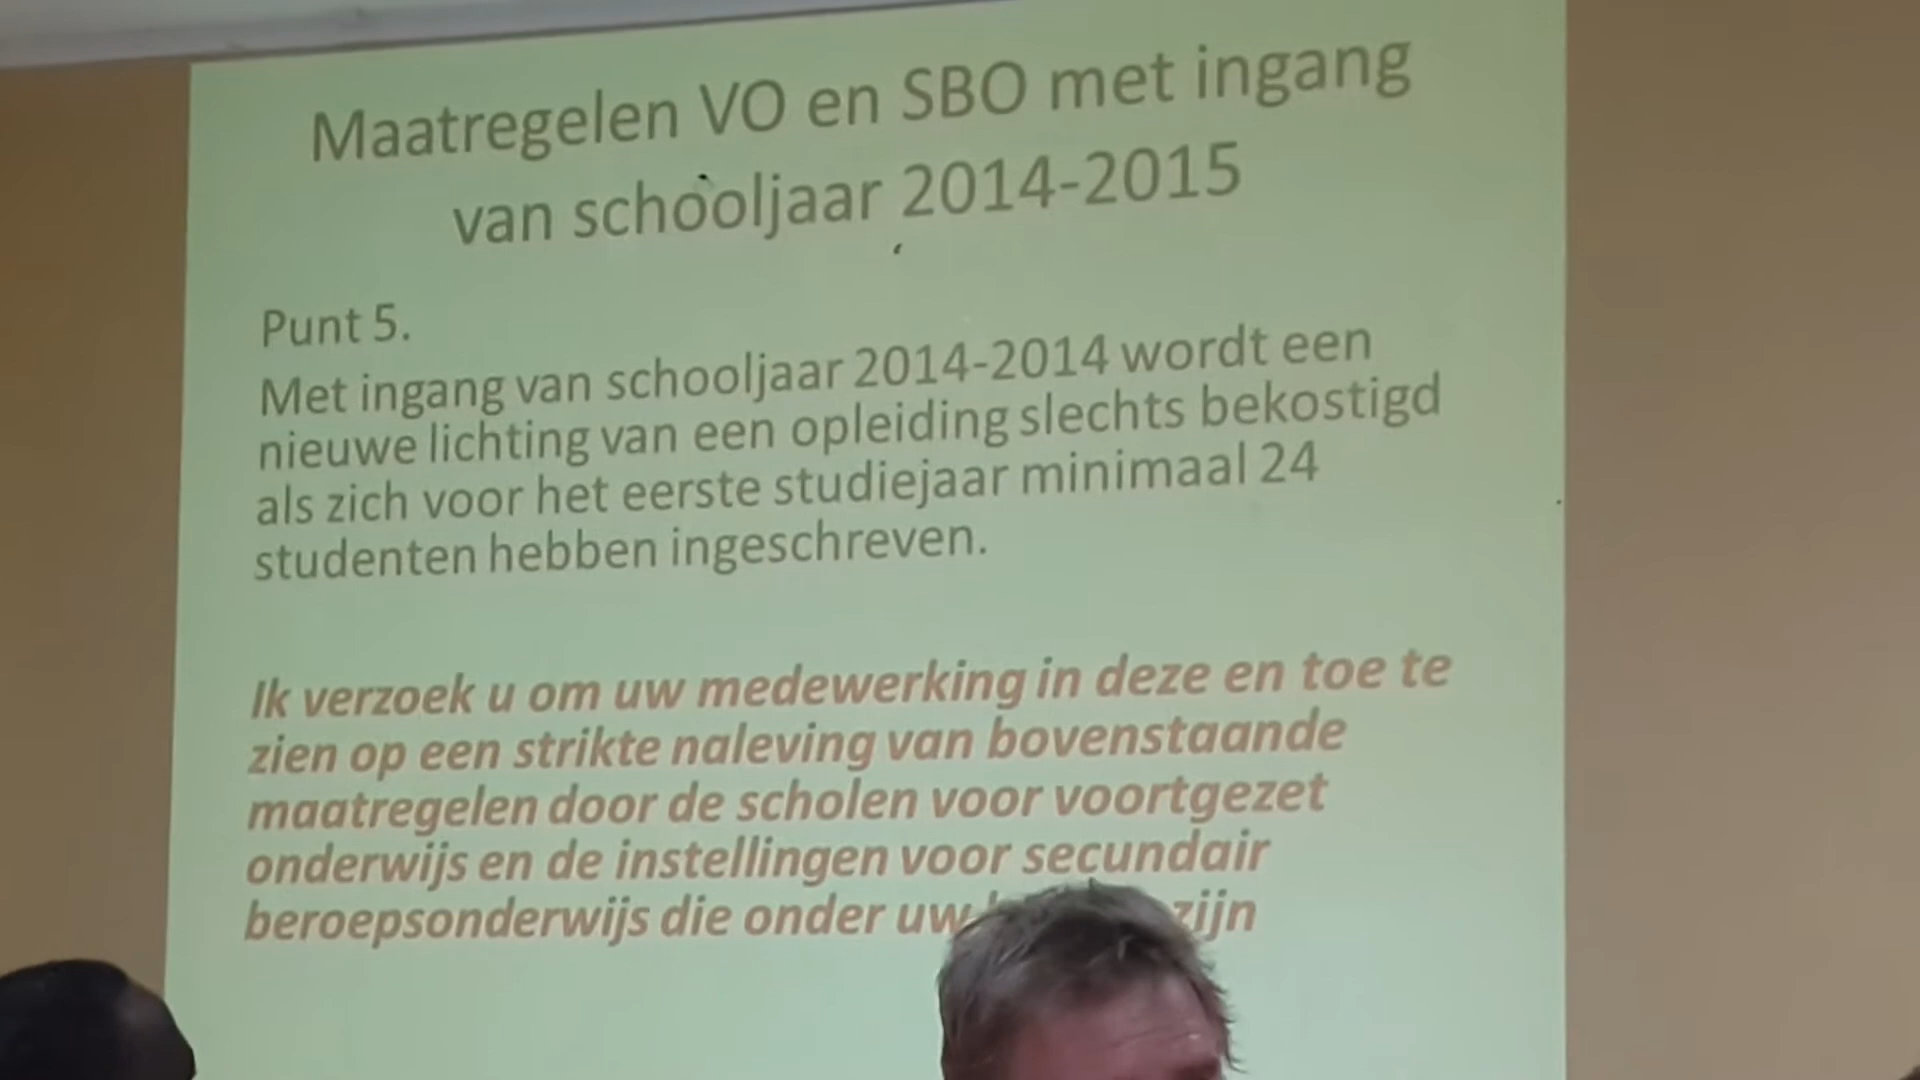 Maatregelen VO en SBO met ingang
van schooljaar 2014-2015
Punt 5.
Met ingang van schooljaar 2014-2014 wordt een
nieuwe lichting van een opleiding slechts bekostigd
als zich voor het eerste studiejaar minimaal 24
studenten hebben ingeschreven.
Ik verzoek u om uw medewerking in deze en toe te
zien op een strikte naleving van bovenstaande
maatregelen door de scholen voor voortgezet
onderwijs en de instellingen voor secundair
beroepsonderwijs die onder uw zijn